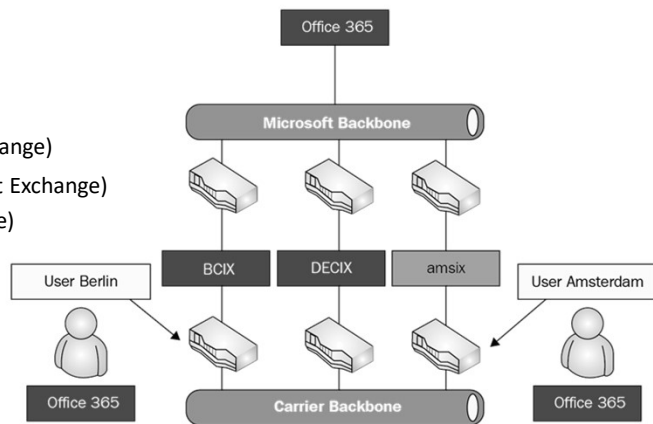 Office 365
Microsoft Backbone
ange)
t Exchange)
e)
BCIX
DECIX
amsix
User Berlin
User Amsterdam
Office 365
Carrier Backbone
Office 365